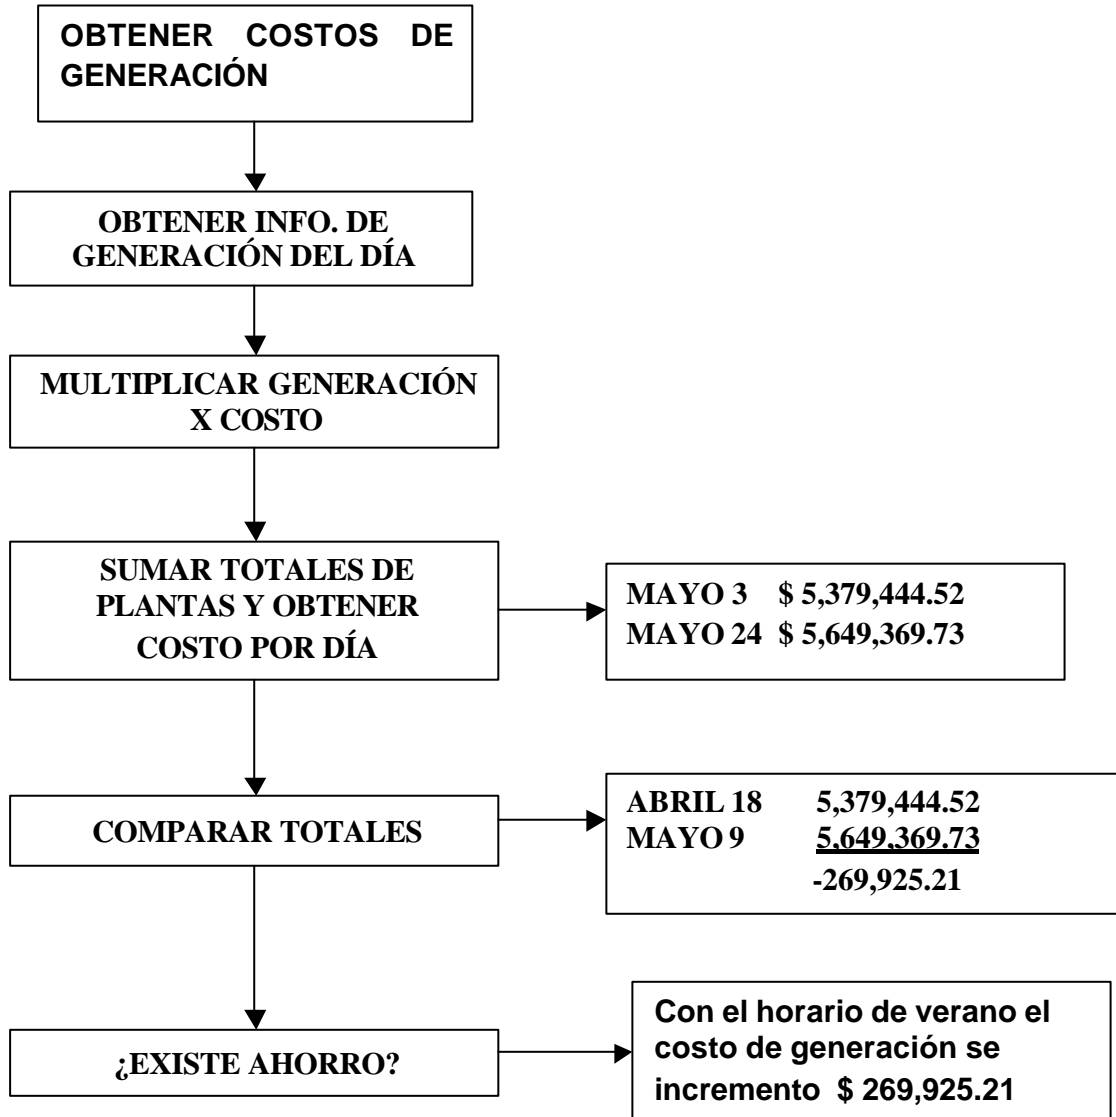 OBTENER COSTOS DE
GENERACIÓN
OBTENER INFO. DE
GENERACIÓN DEL DÍA
MULTIPLICAR GENERACIÓN
X COSTO
SUMAR TOTALES DE
PLANTAS Y OBTENER
COSTO POR DÍA
MAYO 3 $ 5,379,444.52
MAYO 24 $ 5,649,369.73
COMPARAR TOTALES
ABRIL 18 5,379,444.52
MAYO 9 5,649,369.73
-269,925.21
¿EXISTE AHORRO?
Con el horario de verano el
costo de generación se
incremento $ 269,925.21